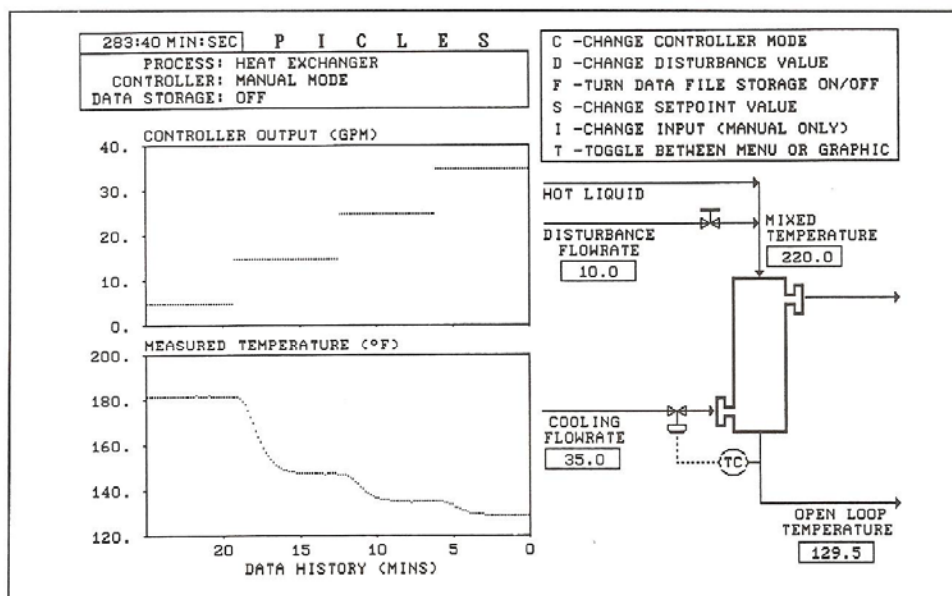 283:40 MIN:SEC P I C L E S
PROCESS: HEAT EXCHANGER
CONTROLLER: MANUAL MODE
DATA STORAGE: OFF
C -CHANGE CONTROLLER MODE
D -CHANGE DISTURBANCE VALUE
F -TURN DATA FILE STORAGE ON/OFF
S -CHANGE SETPOINT VALUE
I -CHANGE INPUT (MANUAL ONLY)
T -TOGGLE BETWEEN MENU OR GRAPHIC
CONTROLLER OUTPUT (GPM)
40.
30.
20.
10.
0.
MEASURED TEMPERATURE (°F)
200.
180.
160.
140.
120.
20 15 10 5 0
DATA HISTORY (MINS)
HOT LIQUID
DISTURBANCE
FLOWRATE
10.0
MIXED
TEMPERATURE
220.0
COOLING
FLOWRATE
35.0
TC
OPEN LOOP
TEMPERATURE
129.5